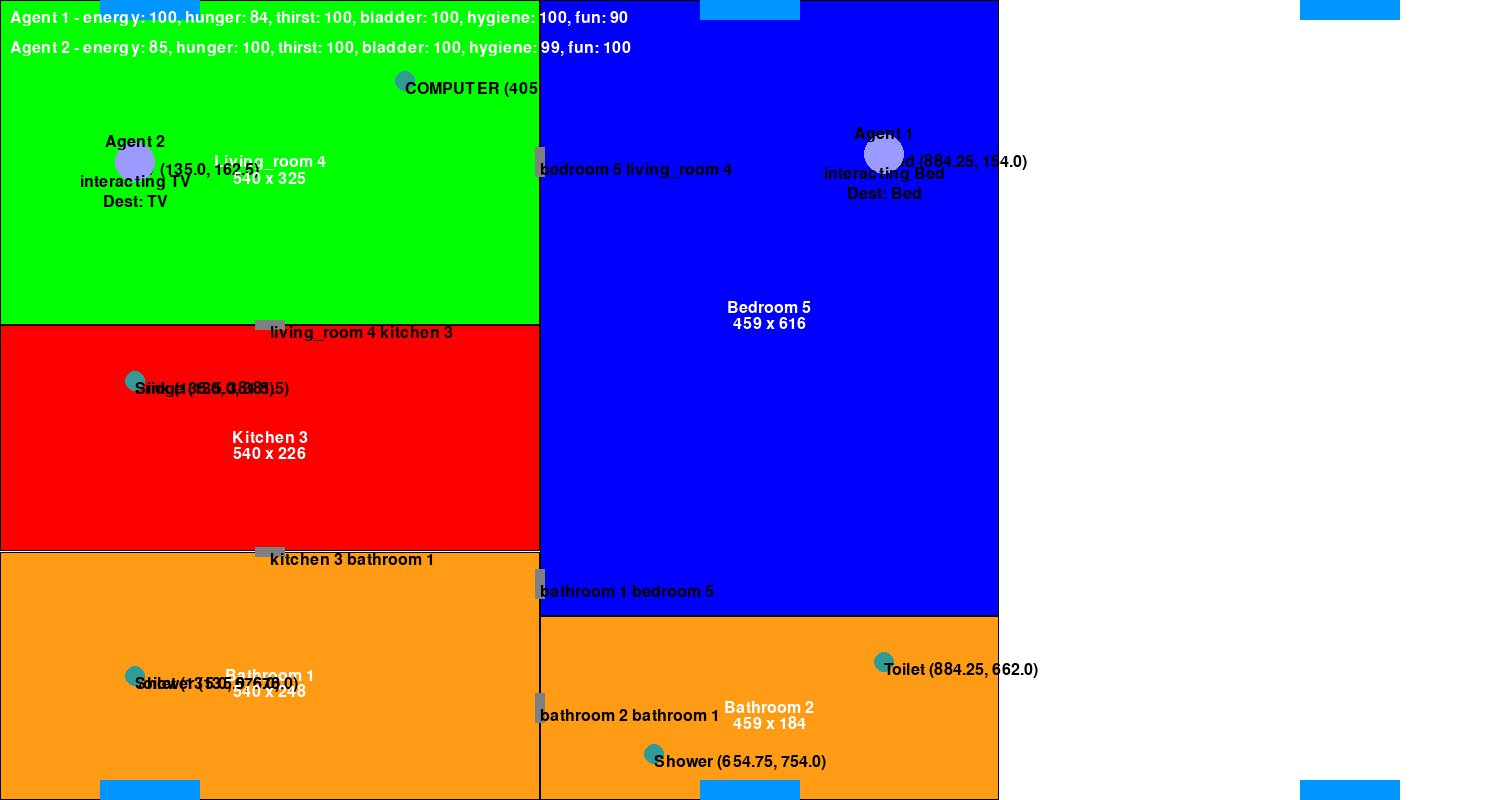 Agent 1 - energy: 100, hunger: 84, thirst: 100, bladder: 100, hygiene: 100, fun: 90
Agent 2 - energy: 85, hunger: 100, thirst: 100, bladder: 100, hygiene: 99, fun: 100
COMPUTER (405
Agent 2
Agent 1
Living_room 4
540 x 325
(135.0, 162.5)
interacting TV
Dest: TV
bedroom 5 living_room 4
(884.25, 154.0)
interacting Bed
Dest: Bed
Bedroom 5
459 x 616
living_room 4 kitchen 3
Kitchen 3
540 x 226
kitchen 3 bathroom 1
bathroom 1 bedroom 5
Bathroom 1
540 x 248
Toilet (884.25, 662.0)
bathroom 2 bathroom 1
Bathroom 2
459 x 184
Shower (654.75, 754.0)